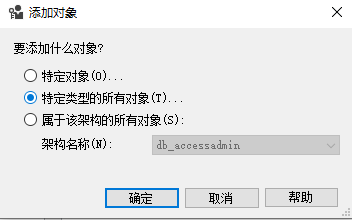 添加对象
要添加什么对象?
特定对象(O)...
特定类型的所有对象(T)...
属于该架构的所有对象(S):
架构名称(N): db_accessadmin
确定 取消 帮助